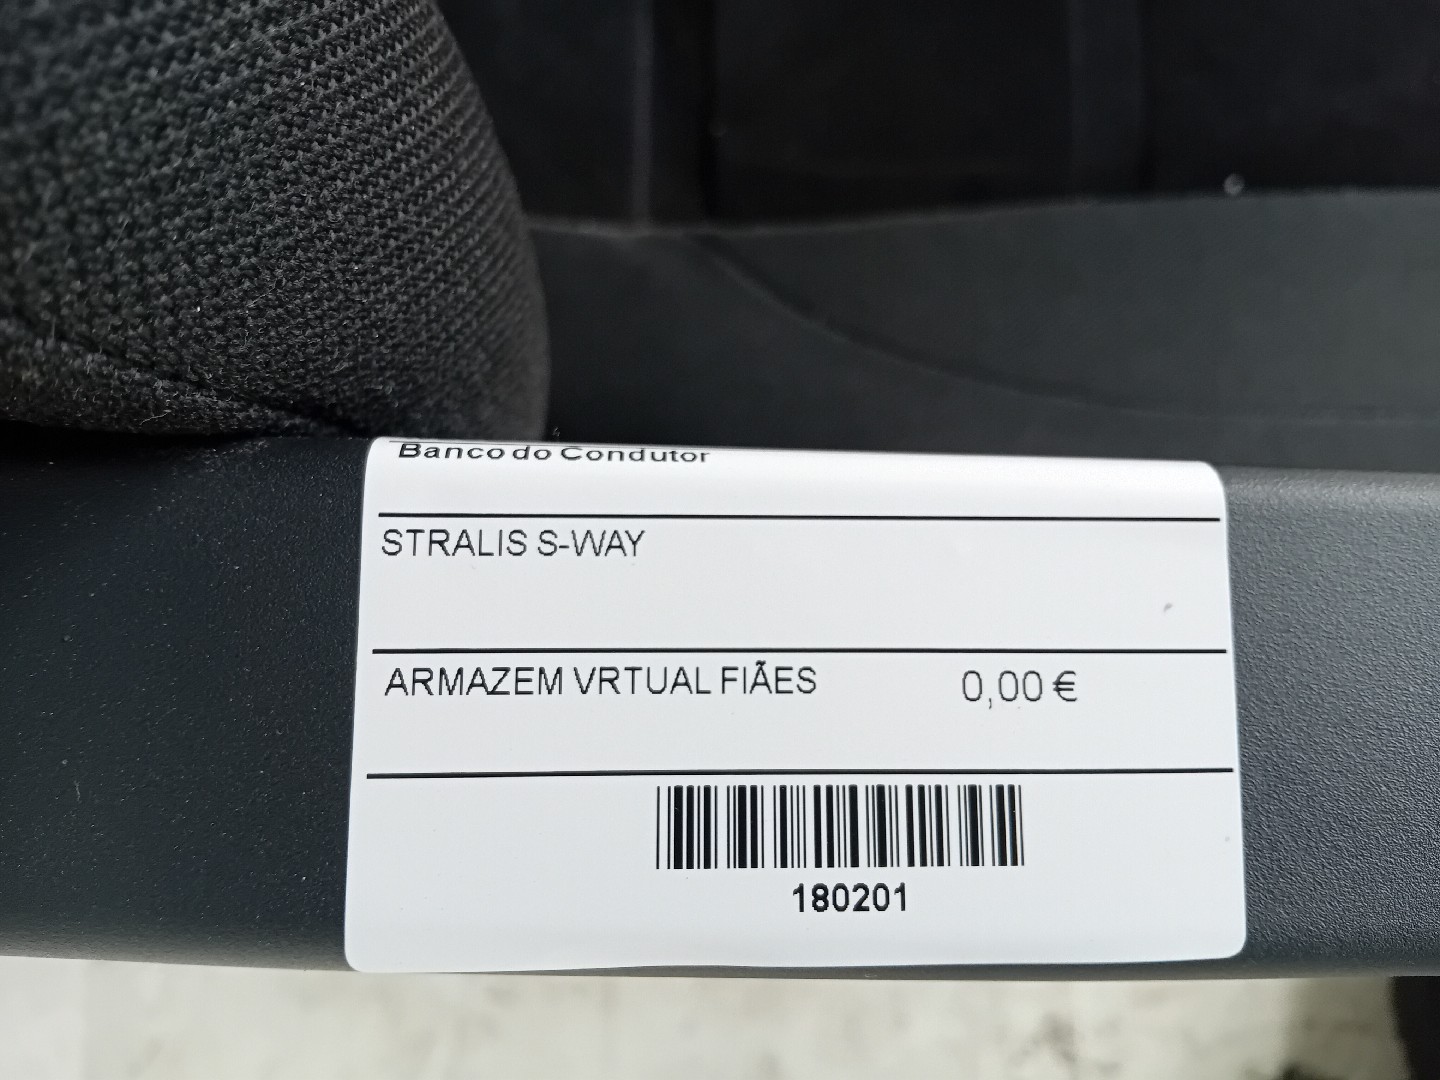 Banco do Condutor
STRALIS S-WAY
ARMAZEM VRTUAL FIÃES 0,00 €
180201